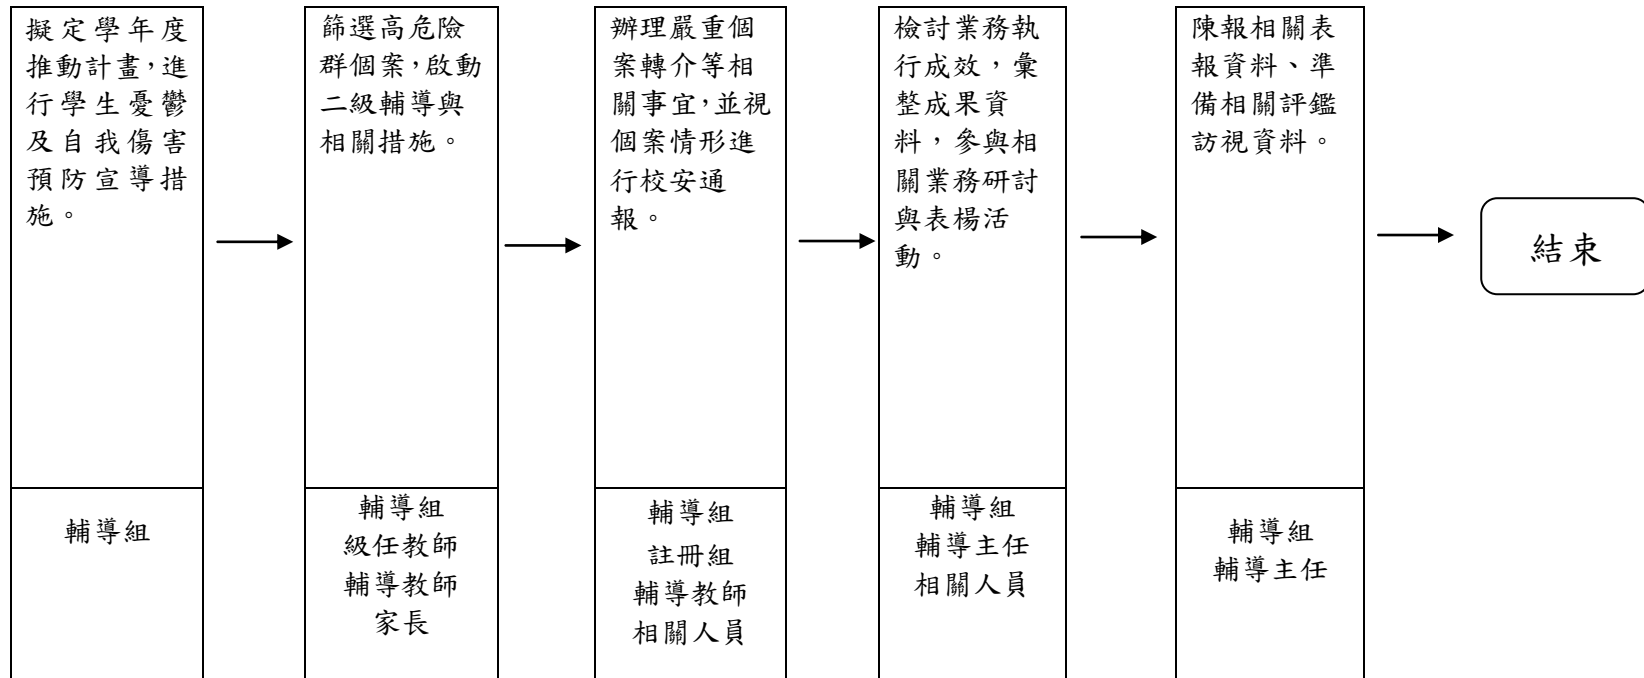 擬定學年度
推動計畫，進
行學生憂鬱
及自我傷害
預防宣導措
施。
輔導組
篩選高危險
群個案，啟動
二級輔導與
相關措施。
輔導組
級任教師
輔導教師
家長
辦理嚴重個
案轉介等相
關事宜，並視
個案情形進
行校安通
報。
輔導組
註冊組
輔導教師
相關人員
檢討業務執
行成效，彙
整成果資
料，參與相
關業務研討
與表楊活
動。
輔導組
輔導主任
相關人員
陳報相關表
報資料、準
備相關評鑑
訪視資料。
輔導組
輔導主任
結束